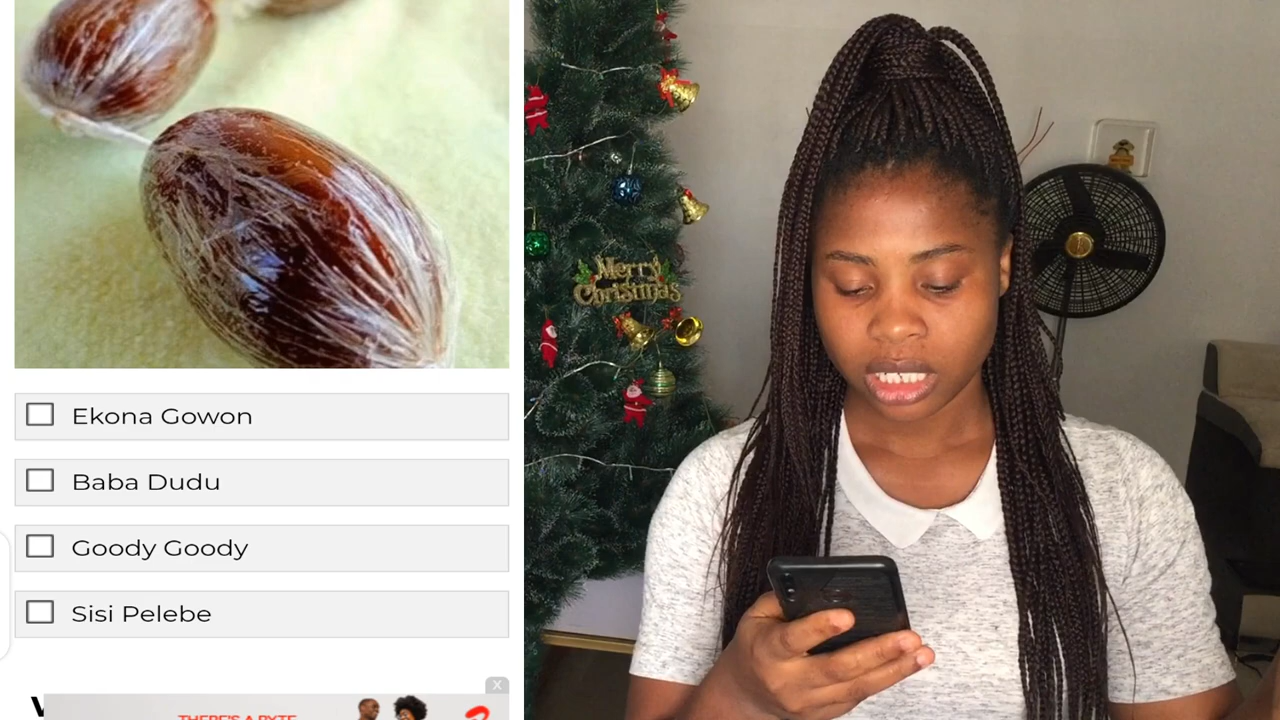 Ekona Gowon
Baba Dudu
Goody Goody
Sisi Pelebe
THERE'S A BYTE
X
Merry
Christmas